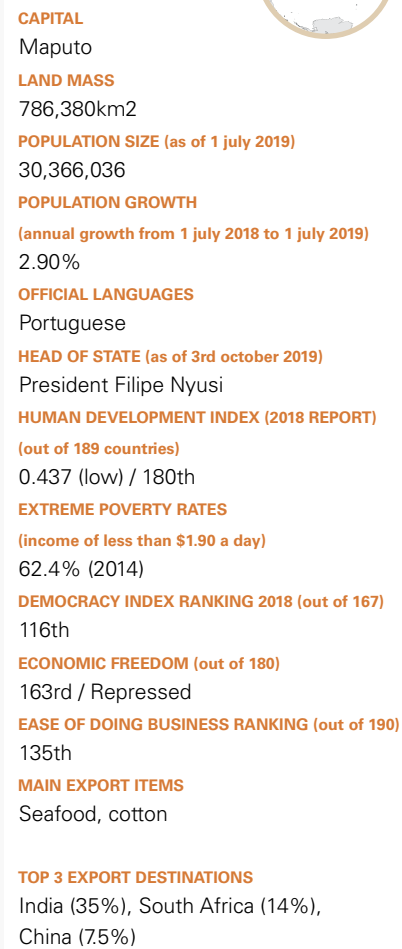 CAPITAL
Maputo
LAND MASS
786,380km2
POPULATION SIZE (as of 1 july 2019)
30,366,036
POPULATION GROWTH
(annual growth from 1 july 2018 to 1 july 2019)
2.90%
OFFICIAL LANGUAGES
Portuguese
HEAD OF STATE (as of 3rd october 2019)
President Filipe Nyusi
HUMAN DEVELOPMENT INDEX (2018 REPORT)
(out of 189 countries)
0.437 (low) / 180th
EXTREME POVERTY RATES
(income of less than $1.90 a day)
62.4% (2014)
DEMOCRACY INDEX RANKING 2018 (out of 167)
116th
ECONOMIC FREEDOM (out of 180)
163rd / Repressed
EASE OF DOING BUSINESS RANKING (out of 190)
135th
MAIN EXPORT ITEMS
Seafood, cotton
TOP 3 EXPORT DESTINATIONS
India (35%), South Africa (14%),
China (7.5%)